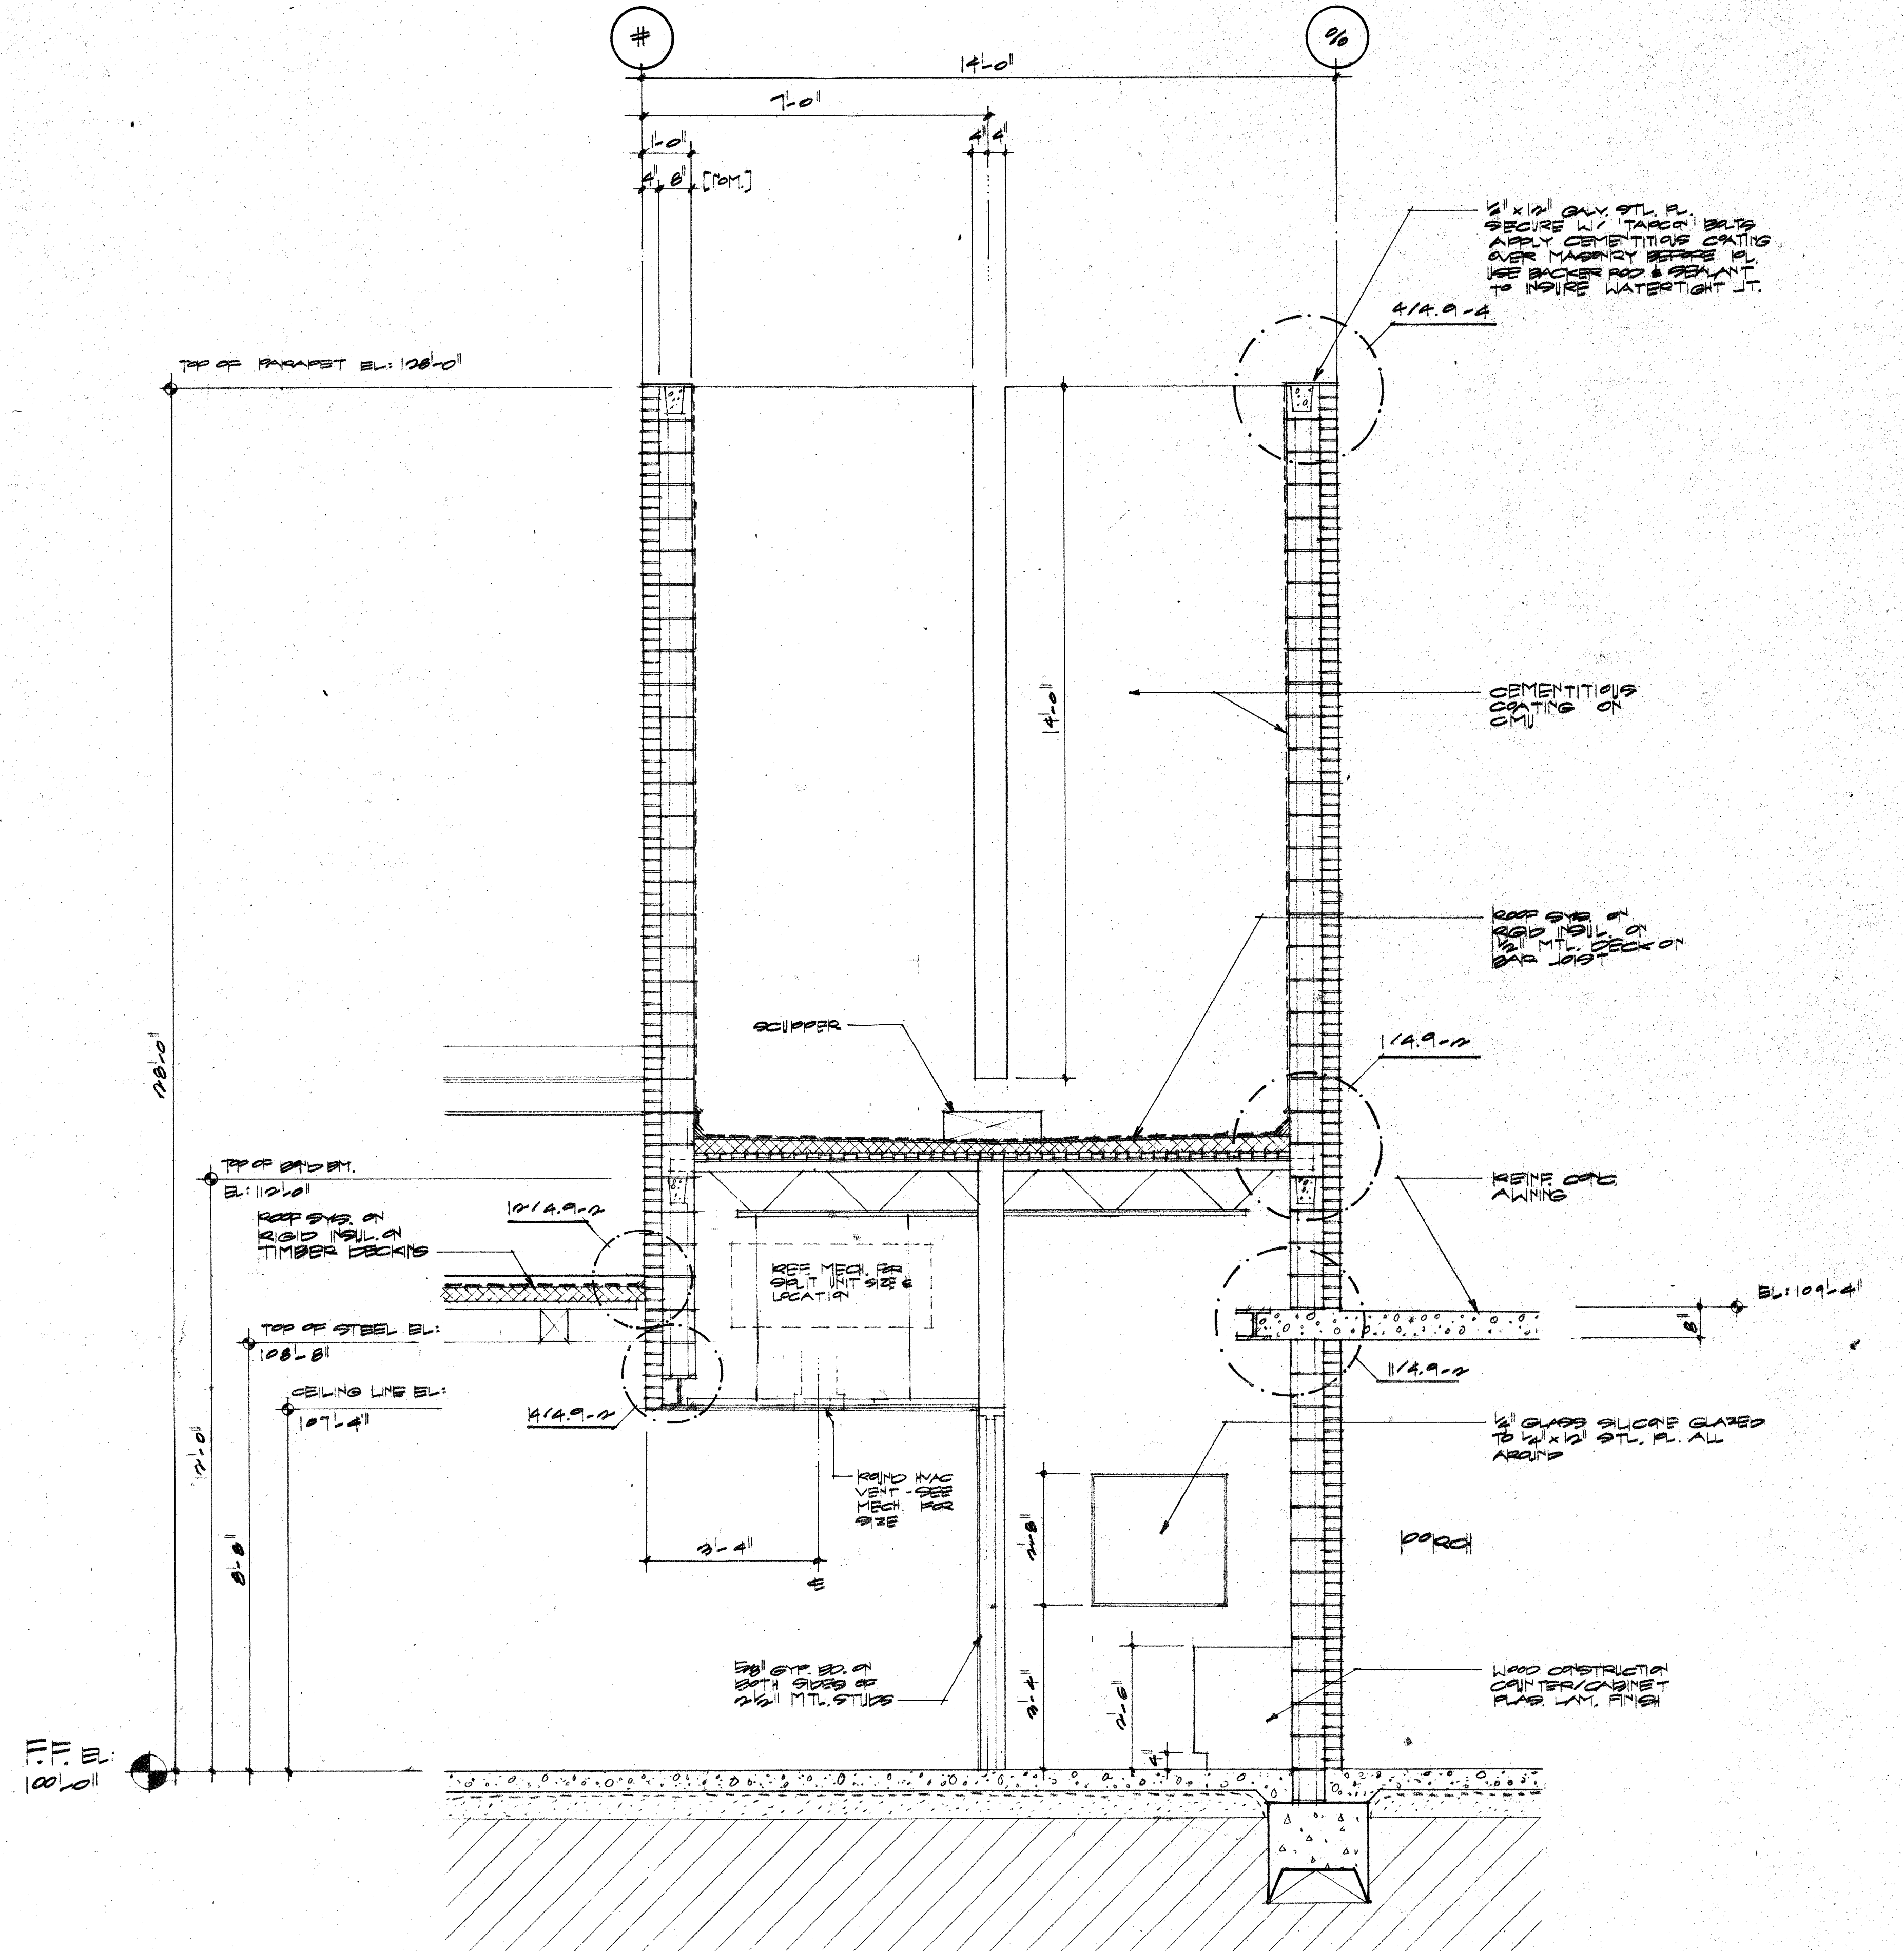 #
%
14'-0"
7'-0"
4" 4"
1'-0"
4" 8" [NOM.]
1/4" x 12" GALV. STL. PL.
SECURE W/ 'TAPCON' BOLTS
APPLY CEMENTITIOUS COATING
OVER MASONRY BEFORE PL.
USE BACKER ROD & SEALANT
TO INSURE WATERTIGHT JT.
4/4.9-4
TOP OF PARAPET EL: 128'-0"
14'-0"
CEMENTITIOUS
COATING ON
CMU
ROOF SYS. ON
RIGID INSUL. ON
1/2" MTL. DECK ON
BAR JOIST
SCUPPER
1/4.9-2
28'-0"
TOP OF BOND BM.
EL: 112'-0"
ROOF SYS. ON
RIGID INSUL. ON
TIMBER DECKING
12/4.9-2
REINF. CONC.
AWNING
REF. MECH. FOR
SPLIT UNIT SIZE &
LOCATION
EL: 109'-4"
8"
TOP OF STEEL EL:
108'-8"
11/4.9-2
CEILING LINE EL:
107'-4"
14/4.9-2
1/4" GLASS SILICONE GLAZED
TO 1/4" x 12" STL. PL. ALL
AROUND
12'-0"
ROUND HVAC
VENT - SEE
MECH. FOR
SIZE
8'-8"
3'-4"
2'-8"
PORCH
5/8" GYP. BD. ON
BOTH SIDES OF
2 1/2" MTL. STUDS
3'-4"
2'-6"
4"
WOOD CONSTRUCTION
COUNTER/CABINET
PLAS. LAM. FINISH
F.F. EL:
100'-0"